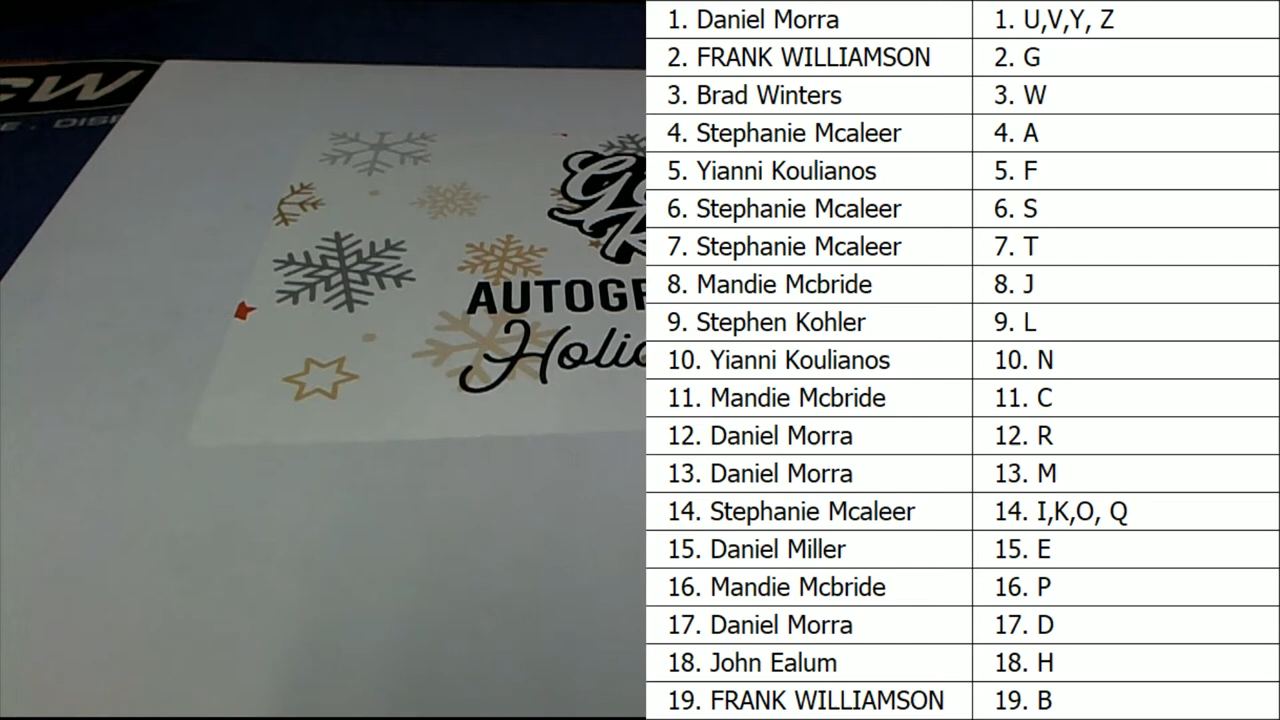 CW
AUTOGR
Holid
1. Daniel Morra 1. U,V,Y, Z
2. FRANK WILLIAMSON 2. G
3. Brad Winters 3. W
4. Stephanie Mcaleer 4. A
5. Yianni Koulianos 5. F
6. Stephanie Mcaleer 6. S
7. Stephanie Mcaleer 7. T
8. Mandie Mcbride 8. J
9. Stephen Kohler 9. L
10. Yianni Koulianos 10. N
11. Mandie Mcbride 11. C
12. Daniel Morra 12. R
13. Daniel Morra 13. M
14. Stephanie Mcaleer 14. I,K,O, Q
15. Daniel Miller 15. E
16. Mandie Mcbride 16. P
17. Daniel Morra 17. D
18. John Ealum 18. H
19. FRANK WILLIAMSON 19. B